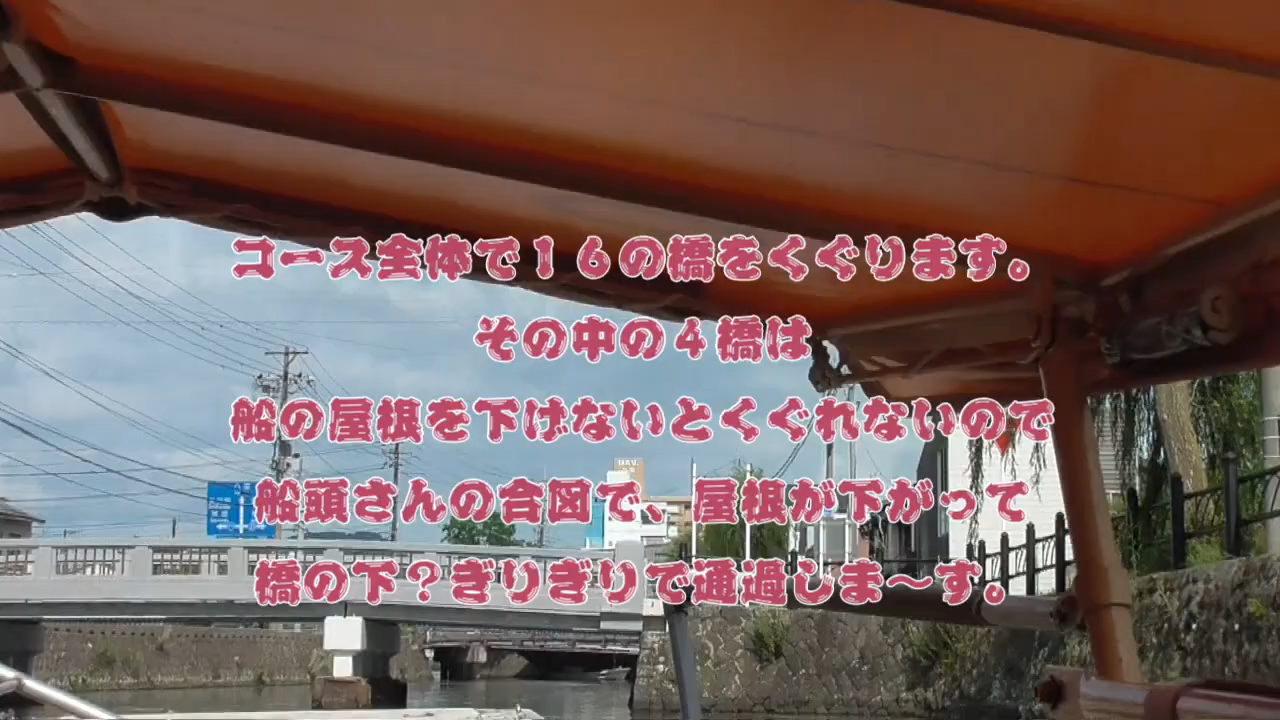 コース全体で１６の橋をくぐります。
その中の４橋は
船の屋根を下げないとくぐれないので
船頭さんの合図で、屋根が下がって
橋の下？ぎりぎりで通過しま～す。